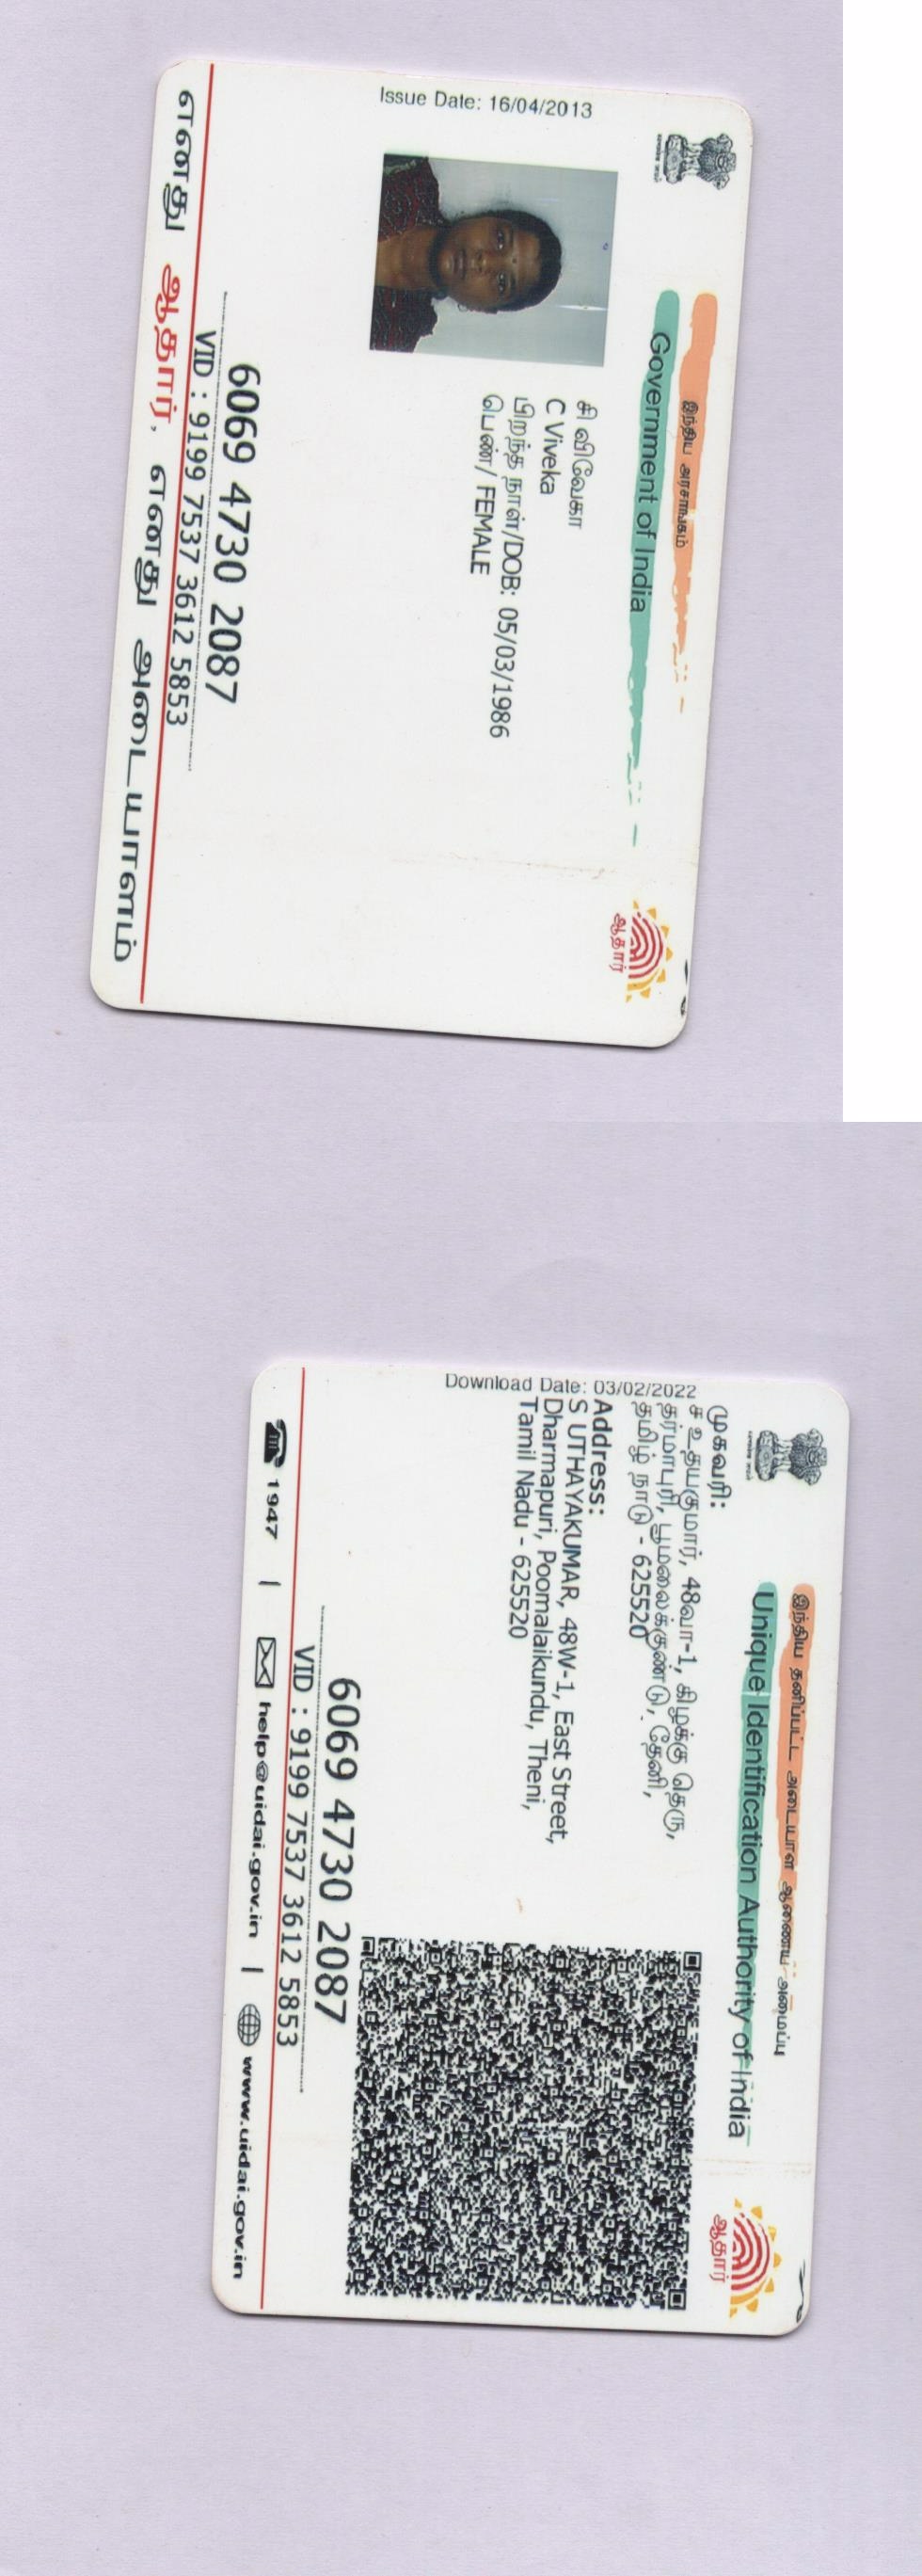 இந்திய அரசாங்கம்
Government of India
Issue Date: 16/04/2013
சி விவேகா
C Viveka
பிறந்த நாள்/DOB: 05/03/1986
பெண்/ FEMALE
ஆதார்
6069 4730 2087
VID : 9199 7537 3612 5853
எனது ஆதார், எனது அடையாளம்
இந்திய தனிப்பட்ட அடையாள ஆணைய அமைப்பு
Unique Identification Authority of India
Download Date: 03/02/2022
முகவரி:
ச உதயகுமார், 48வா-1, கிழக்கு தெரு,
தர்மாபுரி, பூமலைக்குண்டு, தேனி,
தமிழ் நாடு - 625520
Address:
S UTHAYAKUMAR, 48W-1, East Street,
Dharmapuri, Poomalaikundu, Theni,
Tamil Nadu - 625520
ஆதார்
6069 4730 2087
VID : 9199 7537 3612 5853
1947 | help@uidai.gov.in | www.uidai.gov.in